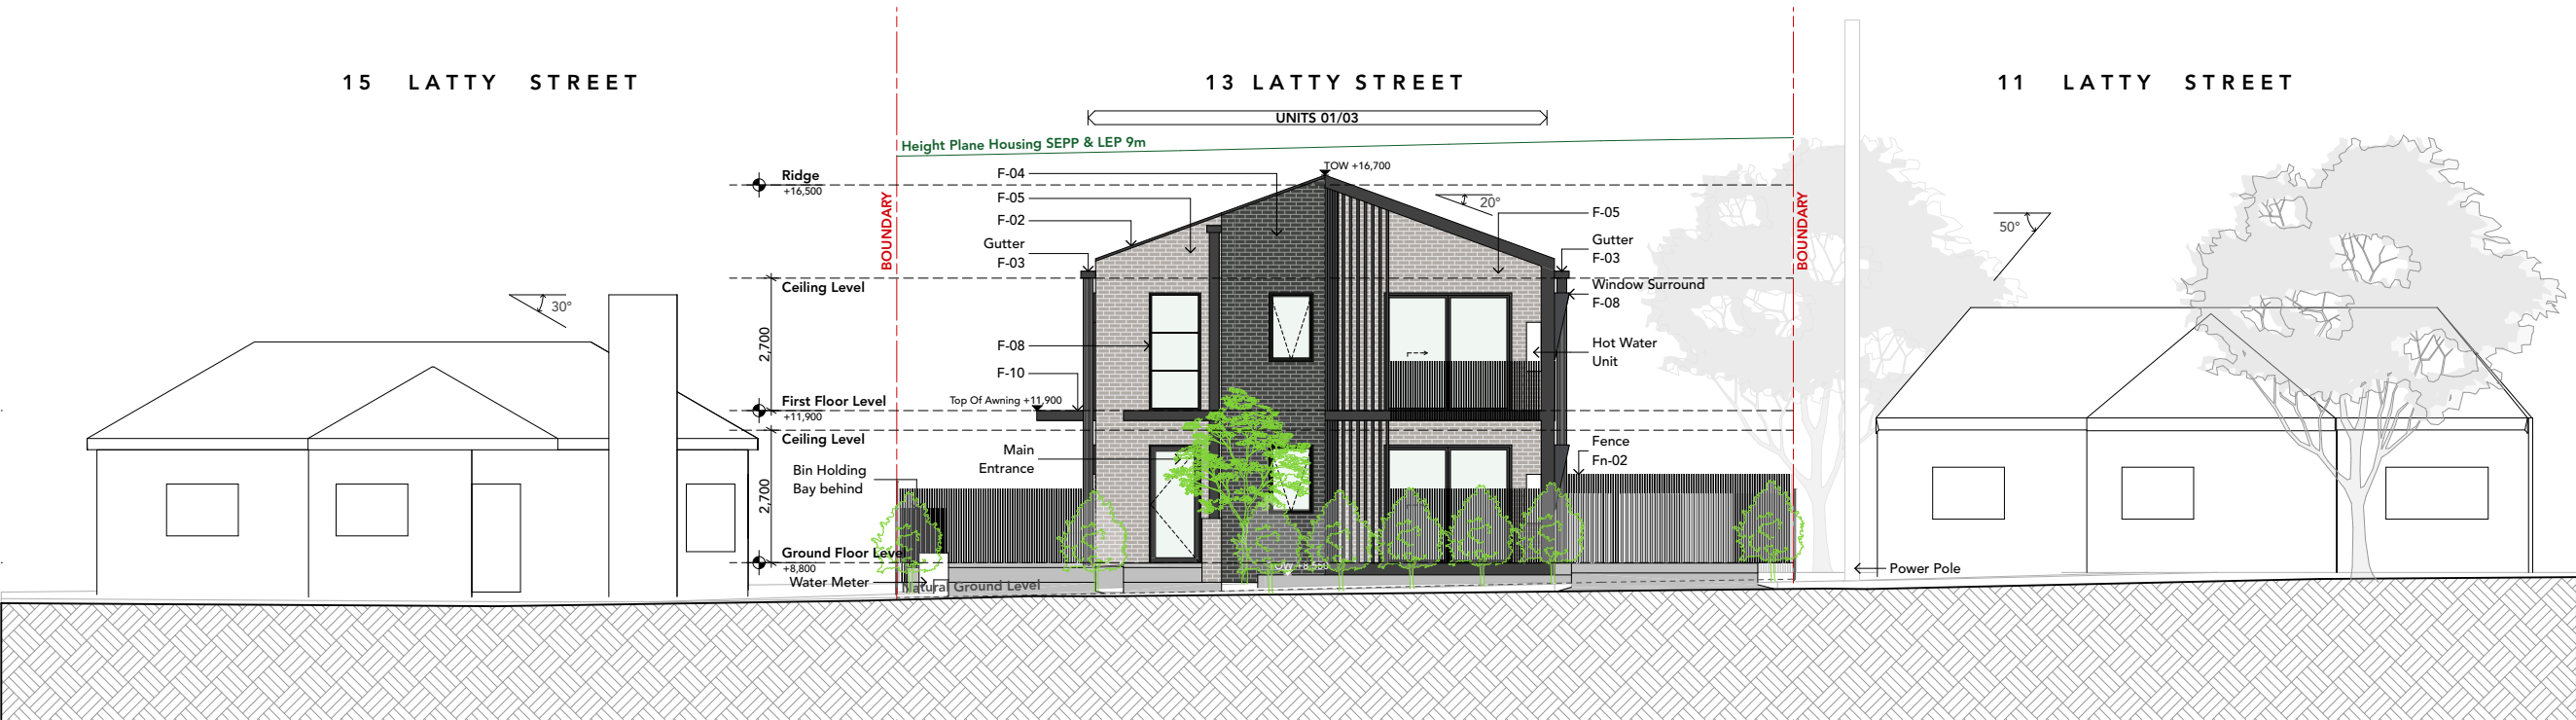 15 LATTY STREET
13 LATTY STREET
11 LATTY STREET
UNITS 01/03
Height Plane Housing SEPP & LEP 9m
TOW +16,700
Ridge
+16,500
F-04
F-05
F-02
Gutter
F-03
BOUNDARY
20°
F-05
Gutter
F-03
BOUNDARY
50°
Ceiling Level
30°
2,700
Window Surround
F-08
F-08
F-10
Hot Water
Unit
First Floor Level
+11,900
Top Of Awning +11,900
Ceiling Level
Main
Entrance
Fence
Fn-02
Bin Holding
Bay behind
2,700
Ground Floor Level
+8,800
Water Meter
Natural Ground Level
TOW +8,550
Power Pole